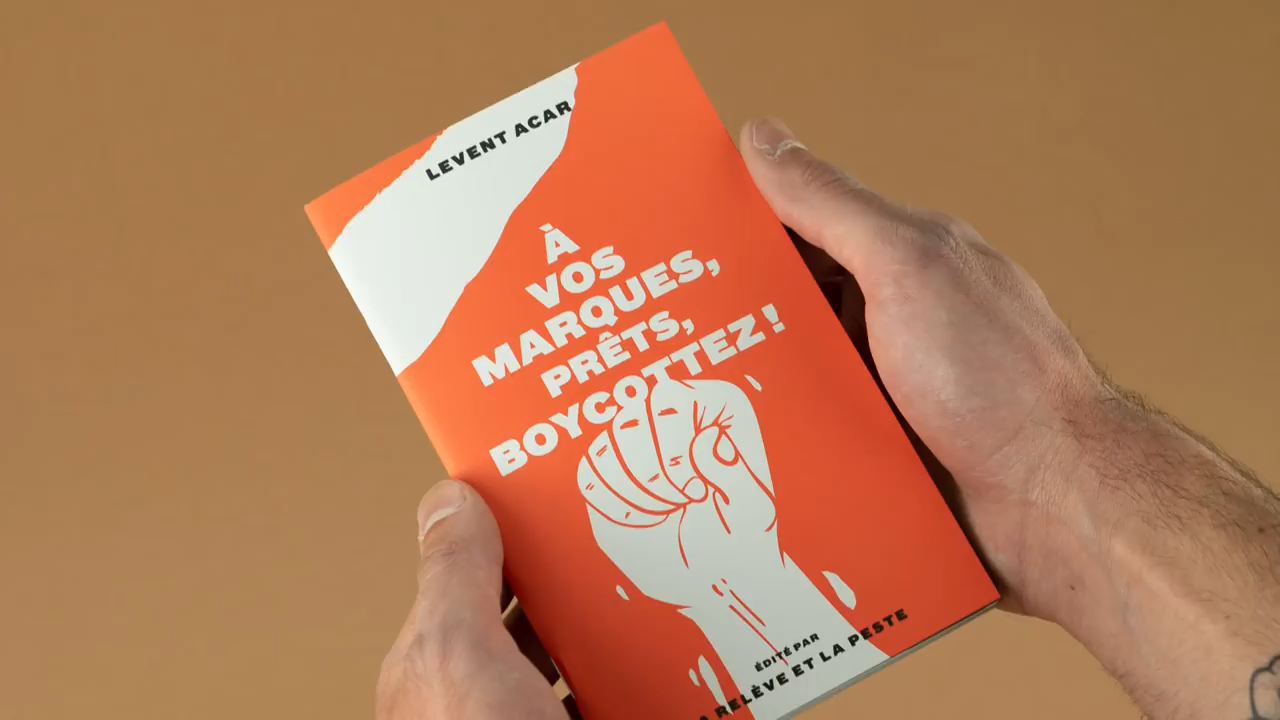 LEVENT ACAR
À
VOS
MARQUES,
PRÊTS,
BOYCOTTEZ !
ÉDITÉ PAR
RELÈVE ET LA PESTE